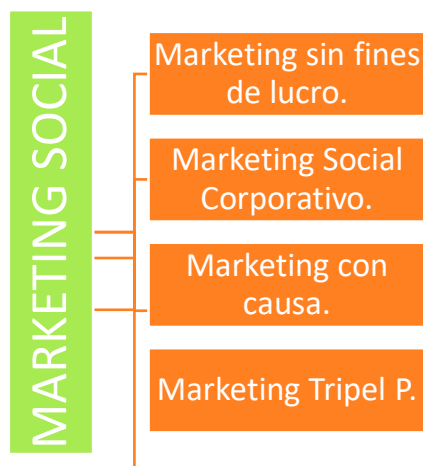 MARKETING SOCIAL
Marketing sin fines
de lucro.
Marketing Social
Corporativo.
Marketing con
causa.
Marketing Tripel P.